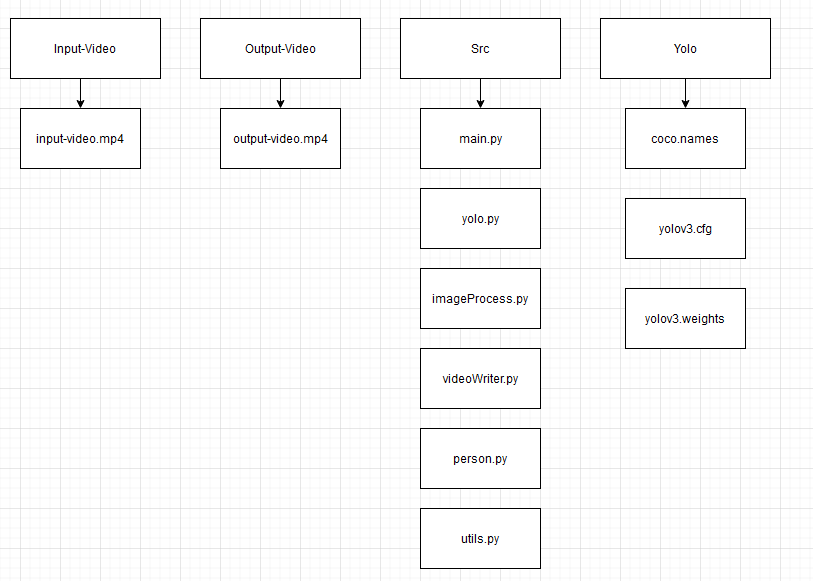 Input-Video
Output-Video
Src
Yolo
input-video.mp4
output-video.mp4
main.py
coco.names
yolo.py
yolov3.cfg
imageProcess.py
yolov3.weights
videoWriter.py
person.py
utils.py